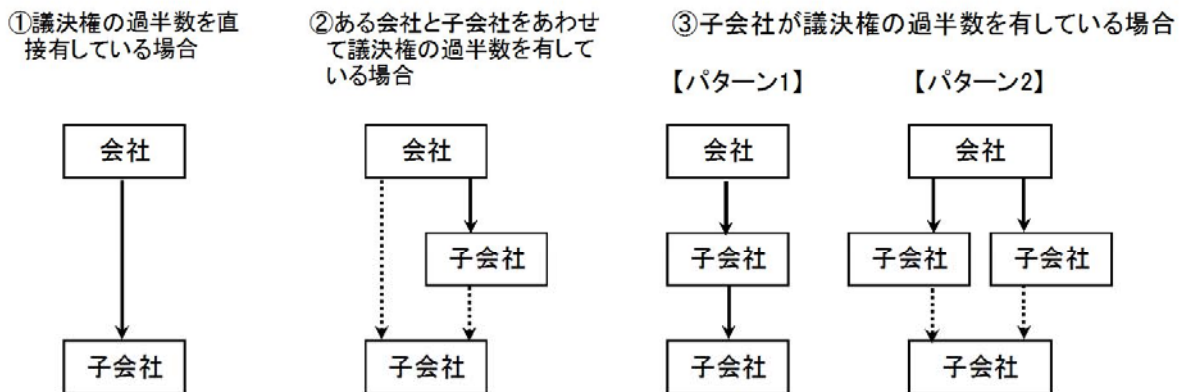 ①議決権の過半数を直
接有している場合
②ある会社と子会社をあわせ
て議決権の過半数を有して
いる場合
③子会社が議決権の過半数を有している場合
【パターン1】
【パターン2】
会社
子会社
会社
子会社
子会社
会社
子会社
子会社
会社
子会社
子会社
子会社